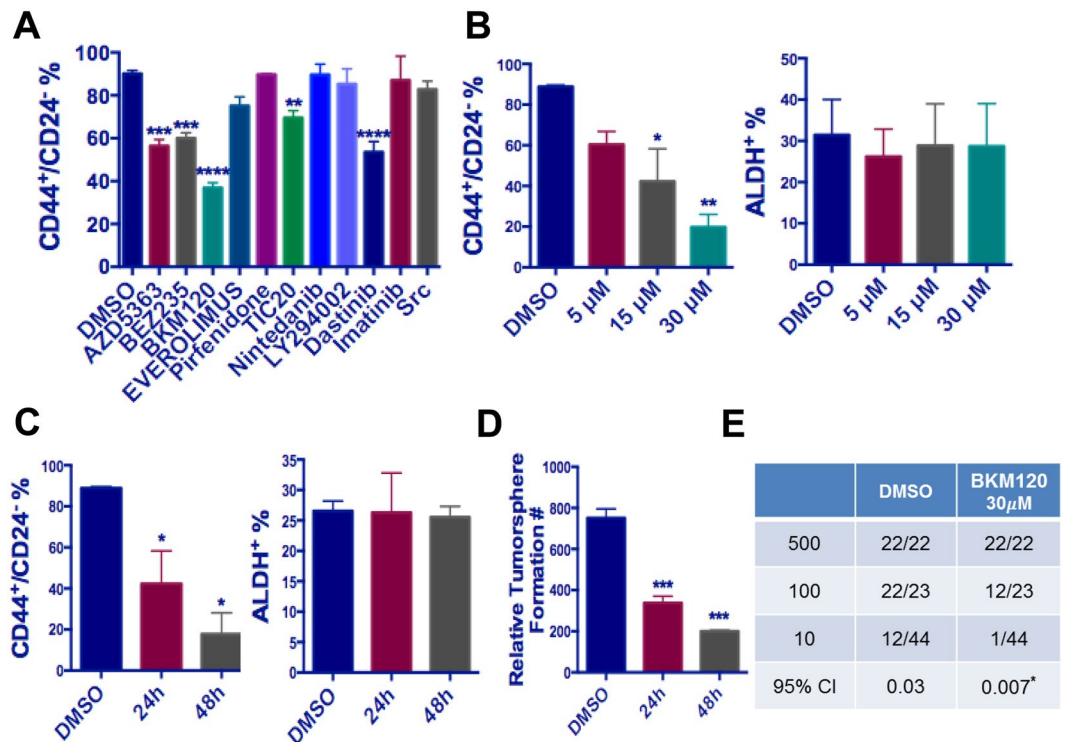 A
CD44+/CD24- %
100
80
60
40
20
0
***
***
****
**
****
DMSO
AZD5363
BEZ235
BKM120
EVEROLIMUS
Pirfenidone
TIC20
Nintedanib
LY294002
Dastinib
Imatinib
Src
B
CD44+/CD24- %
100
80
60
40
20
0
*
**
DMSO
5 µM
15 µM
30 µM
ALDH+ %
50
40
30
20
10
0
DMSO
5 µM
15 µM
30 µM
C
CD44+/CD24- %
100
80
60
40
20
0
*
*
DMSO
24h
48h
ALDH+ %
35
30
25
20
15
10
5
0
DMSO
24h
48h
D
Relative Tumorsphere
Formation #
1000
800
600
400
200
0
***
***
DMSO
24h
48h
E
DMSO BKM120
30µM
500 22/22 22/22
100 22/23 12/23
10 12/44 1/44
95% CI 0.03 0.007*